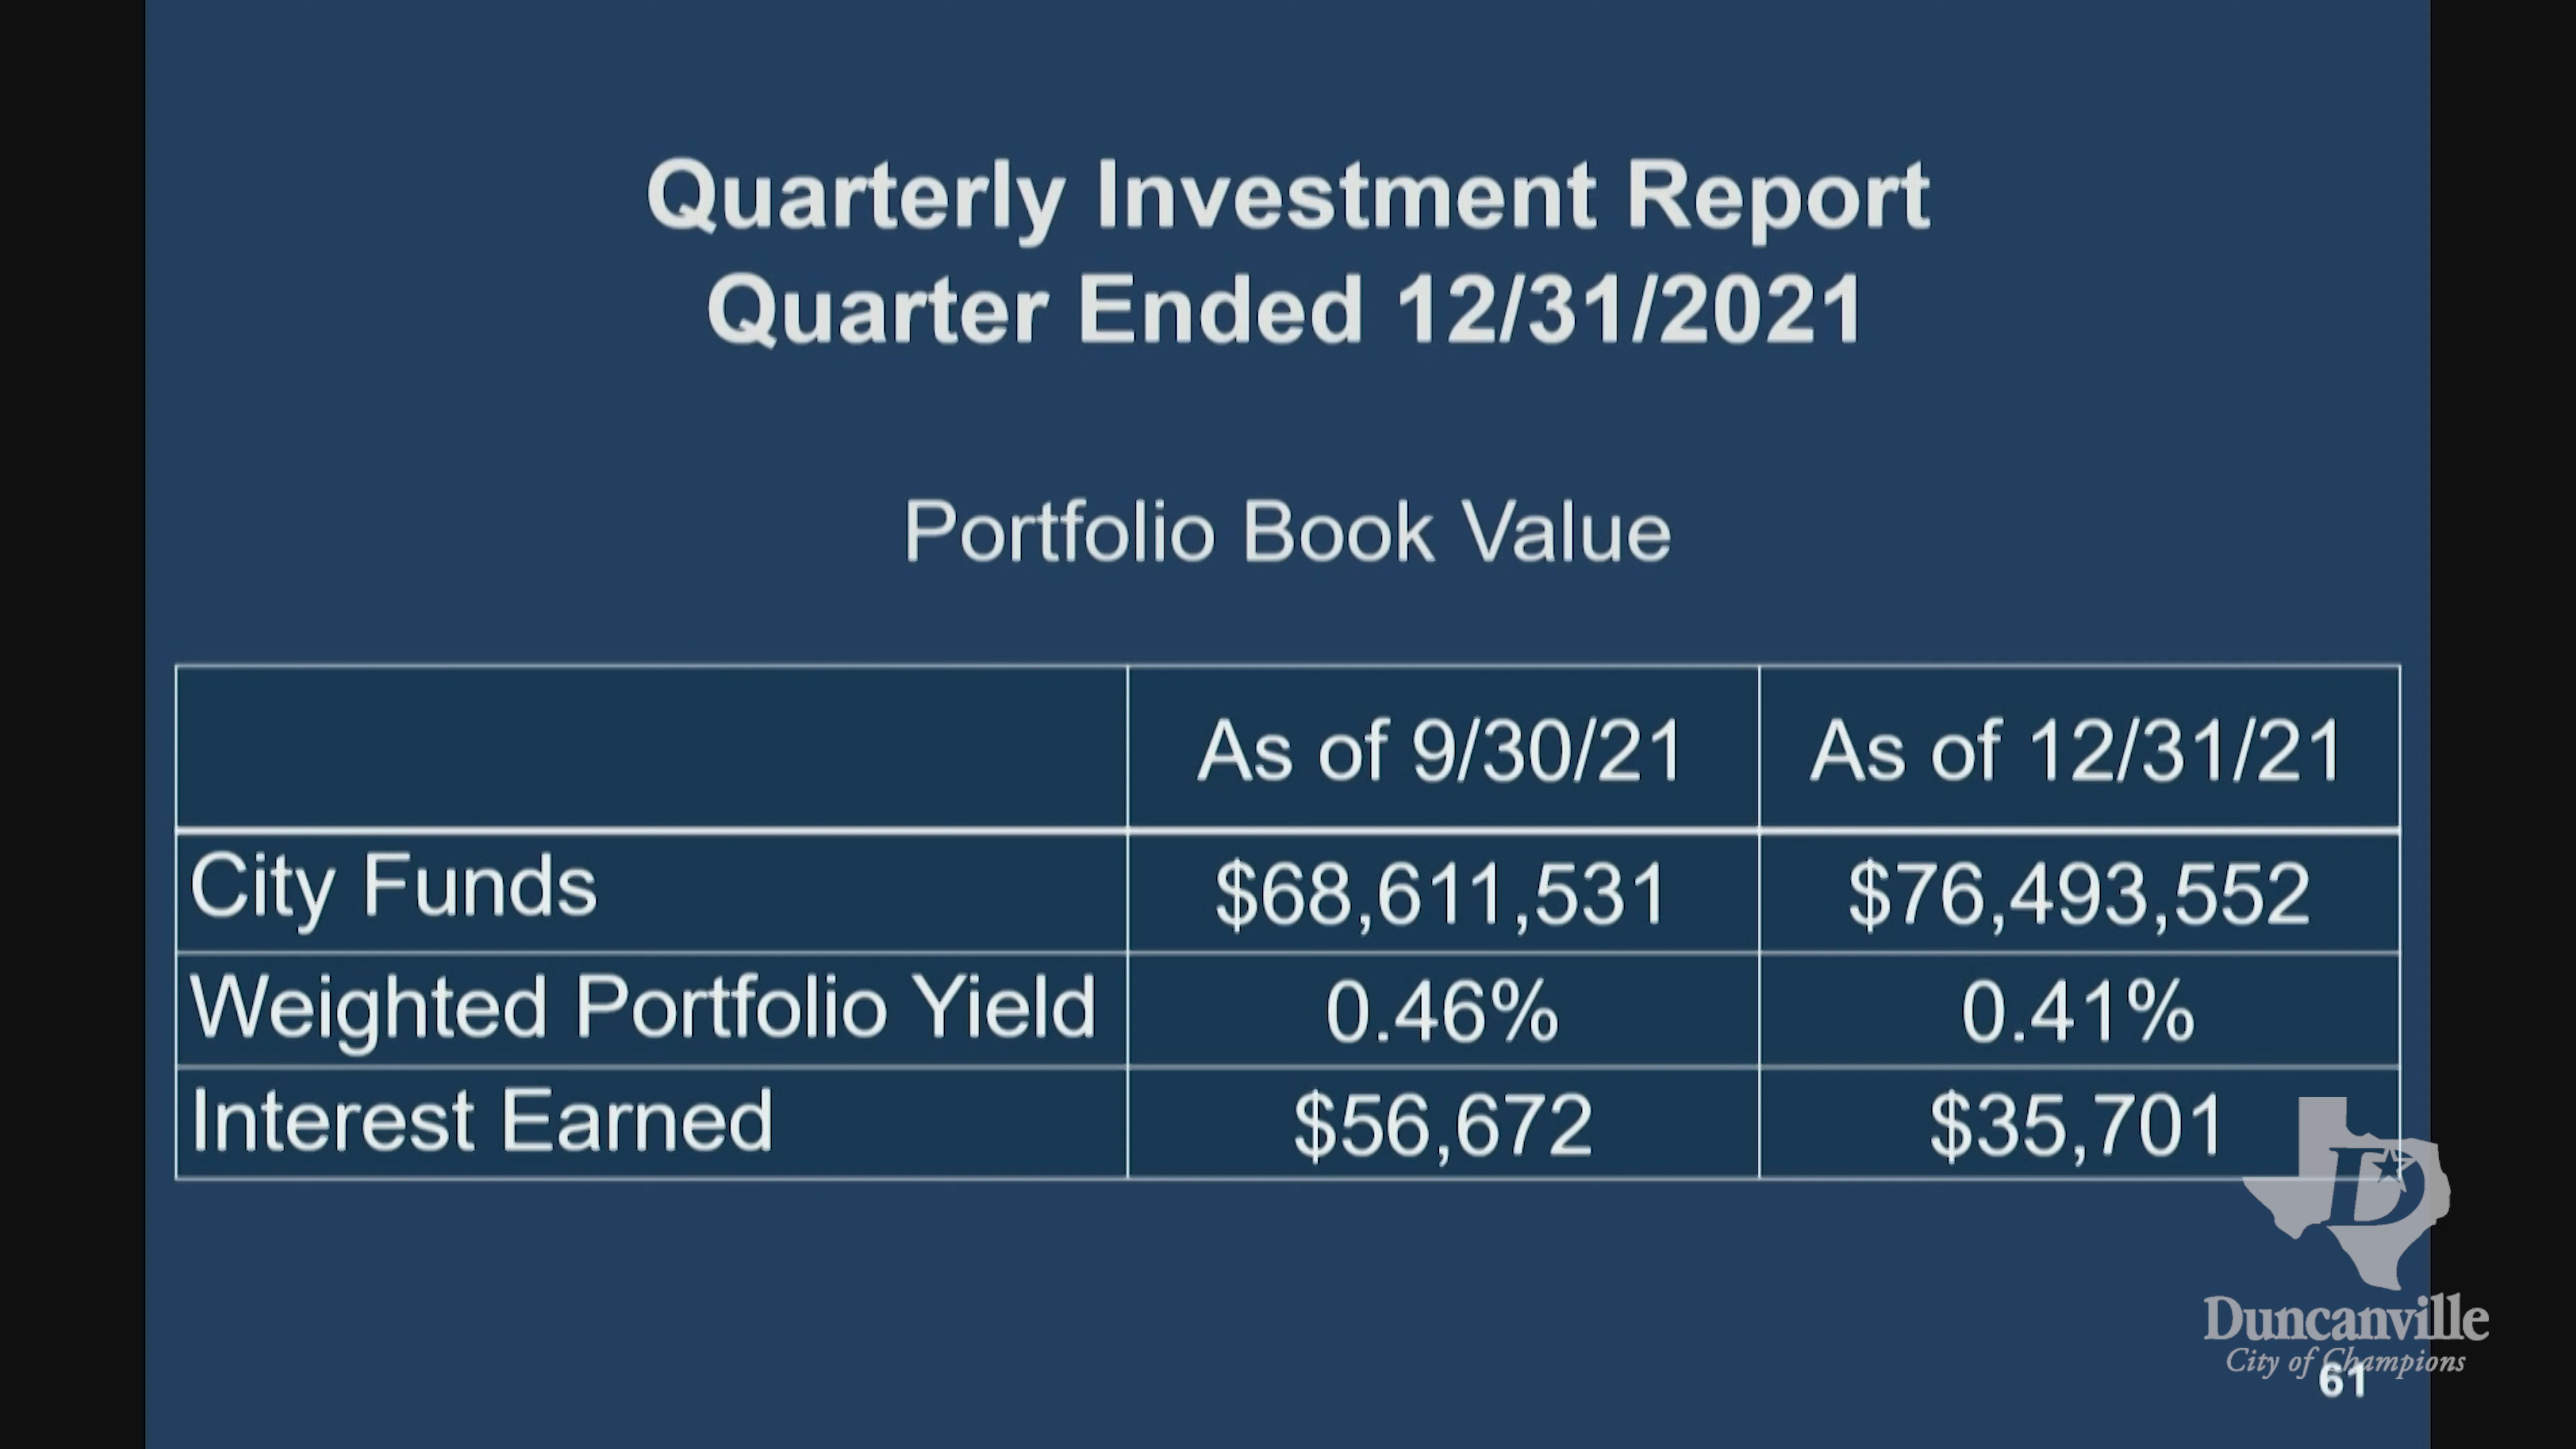 Quarterly Investment Report
Quarter Ended 12/31/2021
Portfolio Book Value
As of 9/30/21 As of 12/31/21
City Funds $68,611,531 $76,493,552
Weighted Portfolio Yield 0.46% 0.41%
Interest Earned $56,672 $35,701
D
Duncanville
City of Champions
61